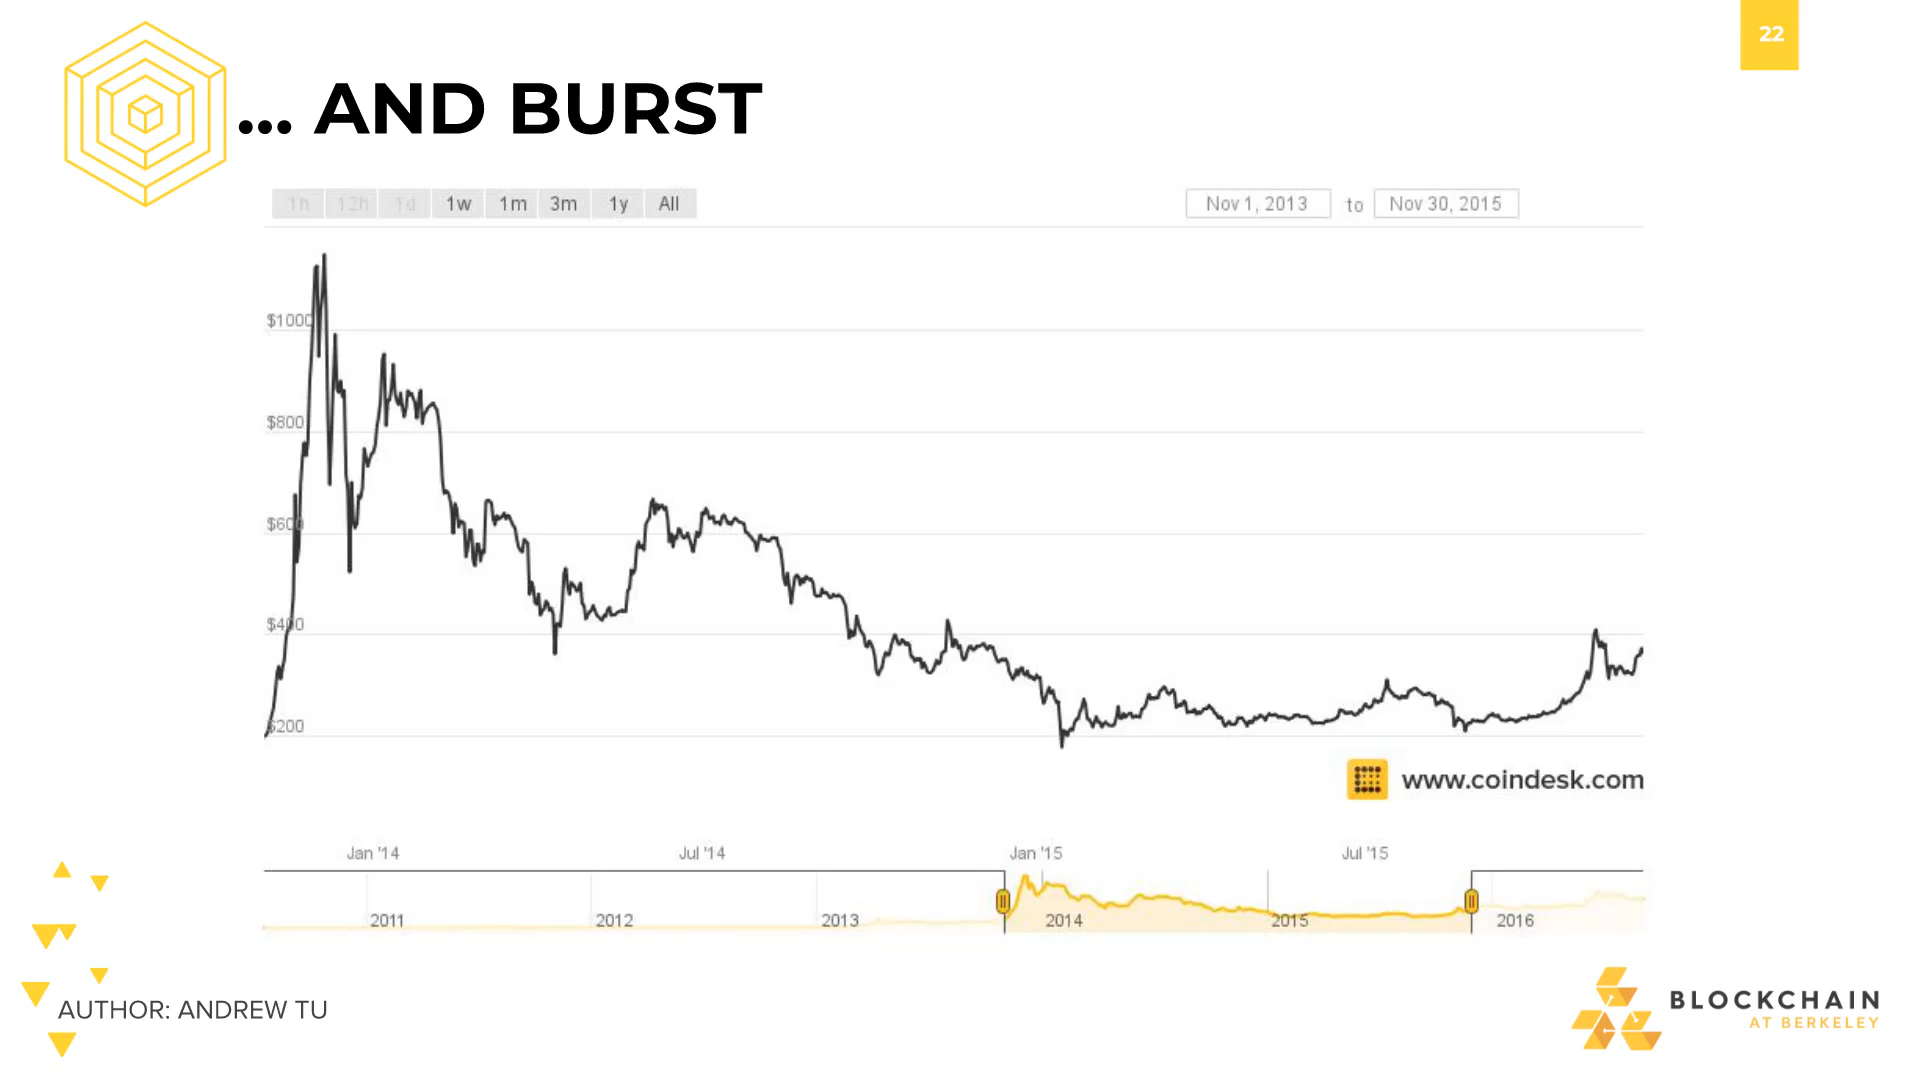 22
... AND BURST
1h 12h 1d 1w 1m 3m 1y All
Nov 1, 2013 to Nov 30, 2015
$1000
$800
$600
$400
$200
www.coindesk.com
Jan '14 Jul '14 Jan '15 Jul '15
2011 2012 2013 2014 2015 2016
AUTHOR: ANDREW TU
BLOCKCHAIN
AT BERKELEY